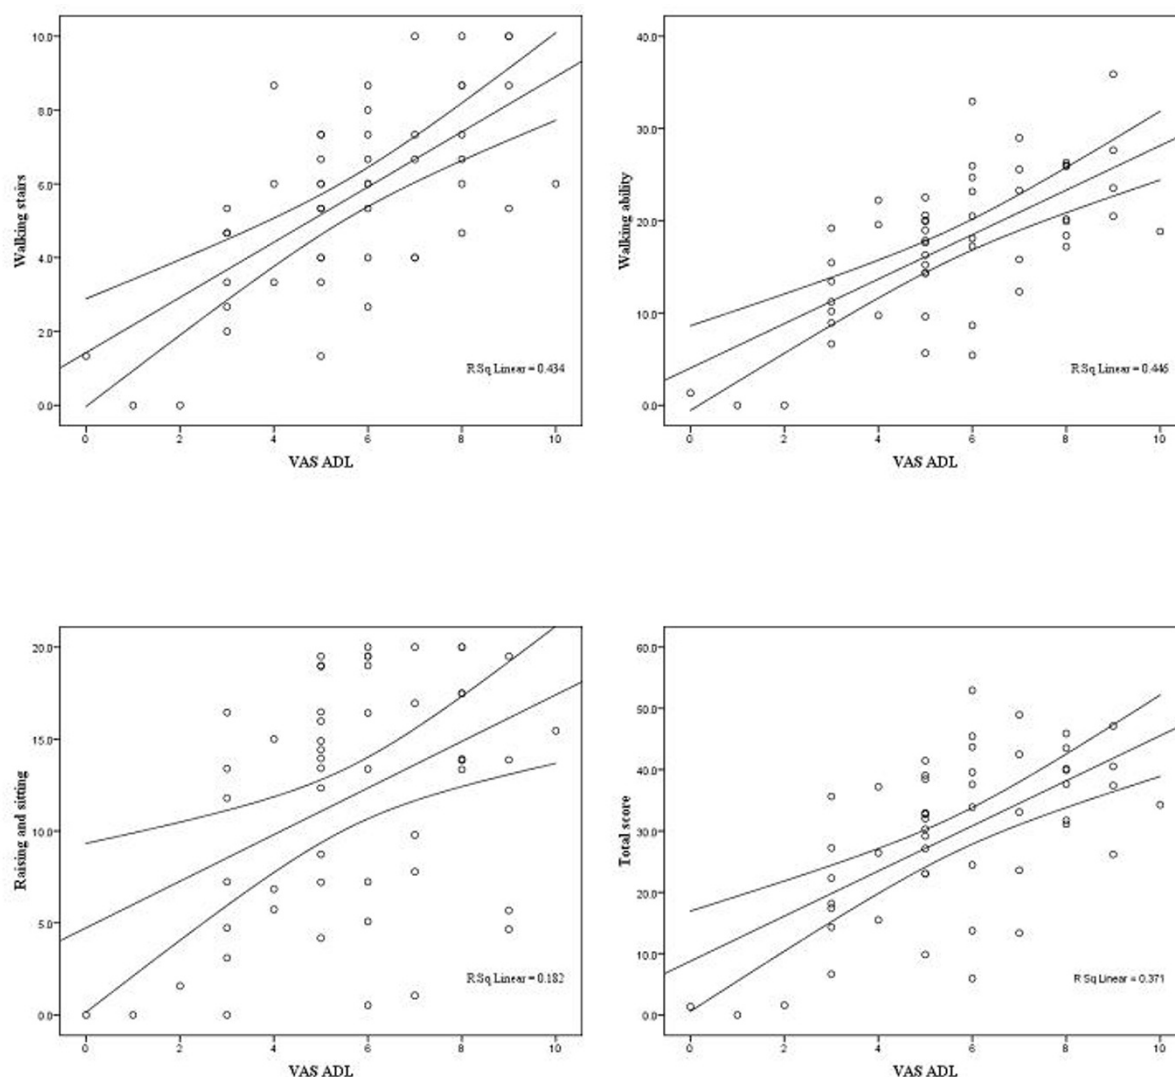 10.0
8.0
6.0
4.0
2.0
0.0
Walking stairs
R Sq Linear = 0.434
0 2 4 6 8 10
VAS ADL
40.0
30.0
20.0
10.0
0.0
Walking ability
R Sq Linear = 0.446
0 2 4 6 8 10
VAS ADL
20.0
15.0
10.0
5.0
0.0
Raising and sitting
R Sq Linear = 0.182
0 2 4 6 8 10
VAS ADL
60.0
50.0
40.0
30.0
20.0
10.0
0.0
Total score
R Sq Linear = 0.371
0 2 4 6 8 10
VAS ADL